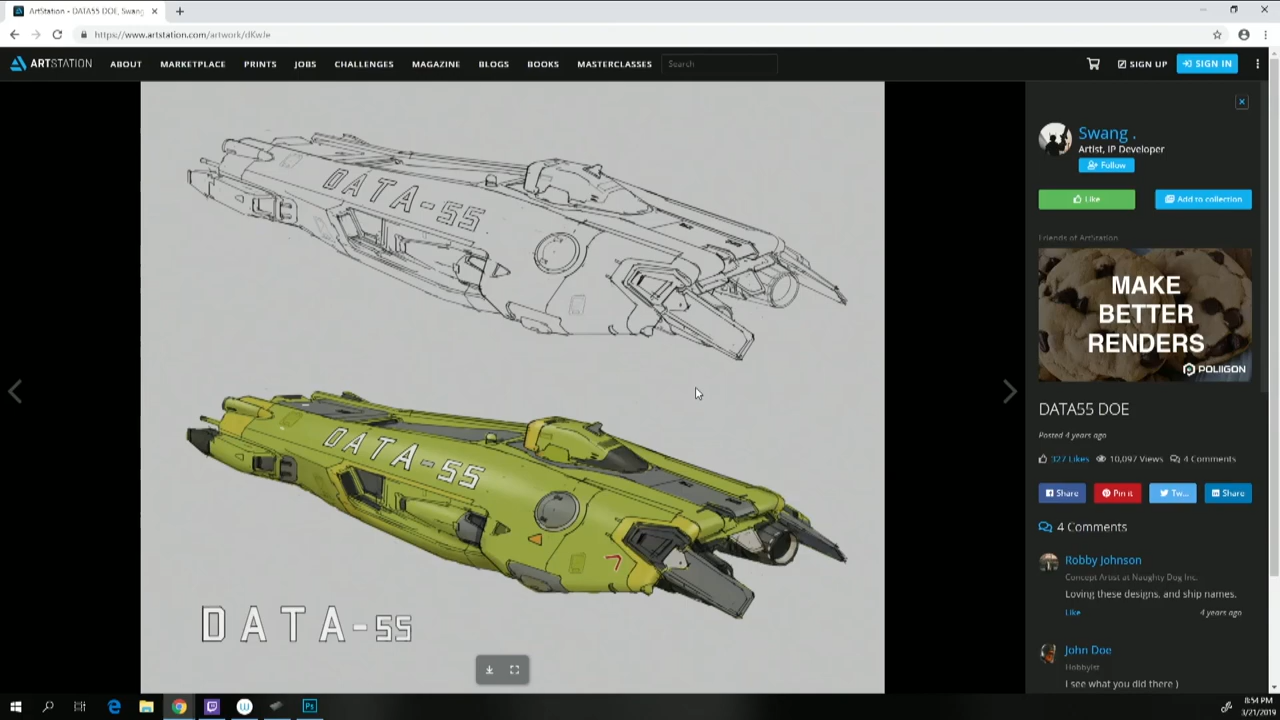 ArtStation - DATA55 DOE, Swang
https://www.artstation.com/artwork/dKwJe
ARTSTATION
ABOUT
MARKETPLACE
PRINTS
JOBS
CHALLENGES
MAGAZINE
BLOGS
BOOKS
MASTERCLASSES
Search
SIGN UP
SIGN IN
DATA-55
DATA-55
DATA-55
Swang .
Artist, IP Developer
Follow
Like
Add to collection
Friends of ArtStation
MAKE
BETTER
RENDERS
POLIIGON
DATA55 DOE
Posted 4 years ago
327 Likes
10,097 Views
4 Comments
Share
Pin it
Tw...
Share
4 Comments
Robby Johnson
Concept Artist at Naughty Dog Inc.
Loving these designs, and ship names.
Like
4 years ago
John Doe
Hobbyist
I see what you did there )
8:54 PM
3/21/2019